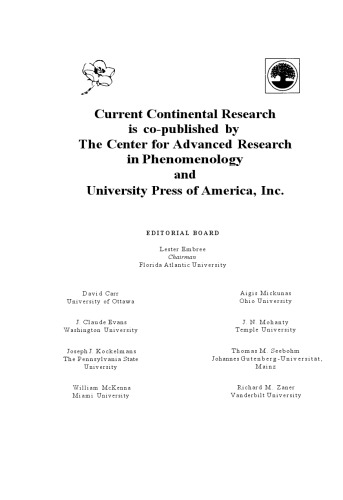 Current Continental Research
is co-published by
The Center for Advanced Research
in Phenomenology
and
University Press of America, Inc.
EDITORIAL BOARD
Lester Embree
Chairman
Florida Atlantic University
David Carr
University of Ottawa
J. Claude Evans
Washington University
Joseph J. Kockelmans
The Pennsylvania State
University
William McKenna
Miami University
Algis Mickunas
Ohio University
J. N. Mohanty
Temple University
Thomas M. Seebohm
Johannes Gutenberg-Universität,
Mainz
Richard M. Zaner
Vanderbilt University